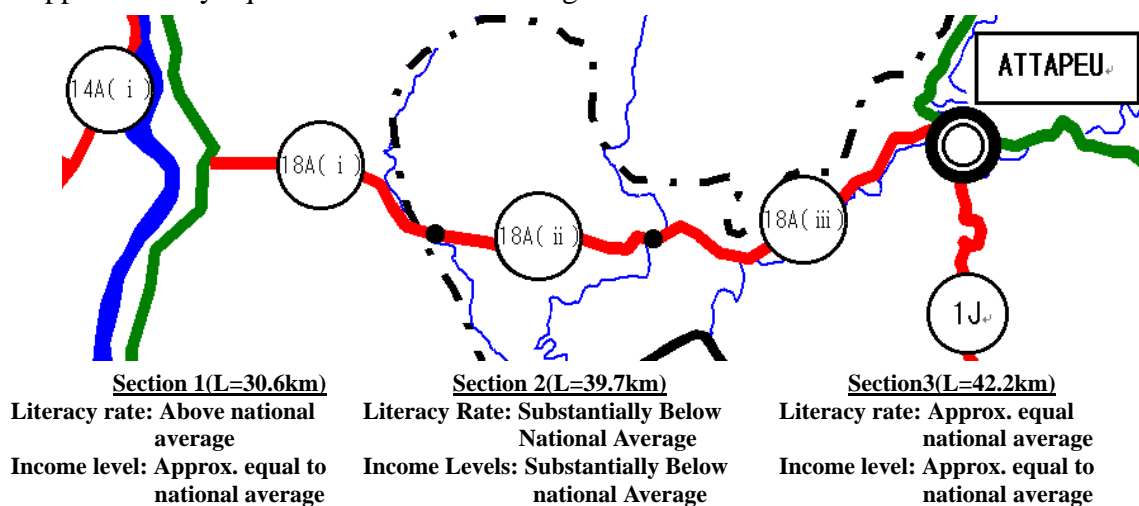 14A( i )
ATTAPEU
18A( i )
18A( ii )
18A( iii )
1J
Section 1(L=30.6km)
Literacy rate: Above national
average
Income level: Approx. equal to
national average
Section 2(L=39.7km)
Literacy Rate: Substantially Below
National Average
Income Levels: Substantially Below
national Average
Section3(L=42.2km)
Literacy rate: Approx. equal
national average
Income level: Approx. equal to
national average